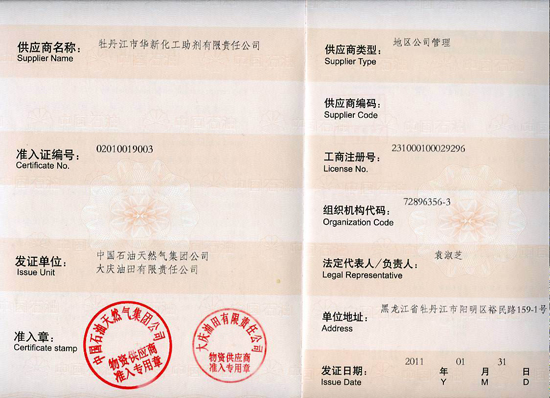 供应商名称： 牡丹江市华新化工助剂有限责任公司
Supplier Name
准入证编号： 02010019003
Certificate No.
发证单位： 中国石油天然气集团公司
Issue Unit 大庆油田有限责任公司
准入章：
Certificate stamp
中国石油天然气集团公司
物资供应商
准入专用章
大庆油田有限责任公司
物资供应商
准入专用章
供应商类型： 地区公司管理
Supplier Type
供应商编码：
Supplier Code
工商注册号： 231000100029296
License No.
组织机构代码： 72896356-3
Organization Code
法定代表人／负责人： 袁淑芝
Legal Representative
单位地址： 黑龙江省牡丹江市阳明区裕民路159-1号
Address
发证日期： 2011 年 01 月 31 日
Issue Date Y M D